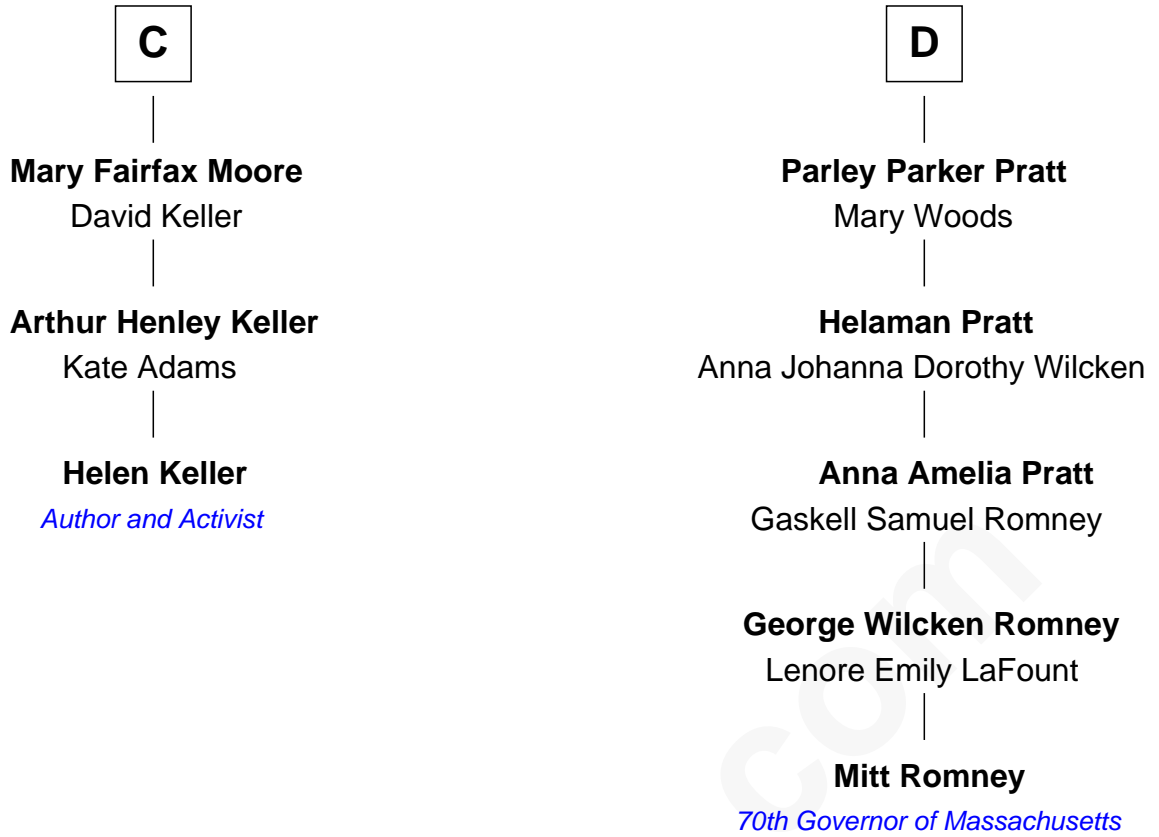 C
Mary Fairfax Moore
David Keller
Arthur Henley Keller
Kate Adams
Helen Keller
Author and Activist
D
Parley Parker Pratt
Mary Woods
Helaman Pratt
Anna Johanna Dorothy Wilcken
Anna Amelia Pratt
Gaskell Samuel Romney
George Wilcken Romney
Lenore Emily LaFount
Mitt Romney
70th Governor of Massachusetts
com